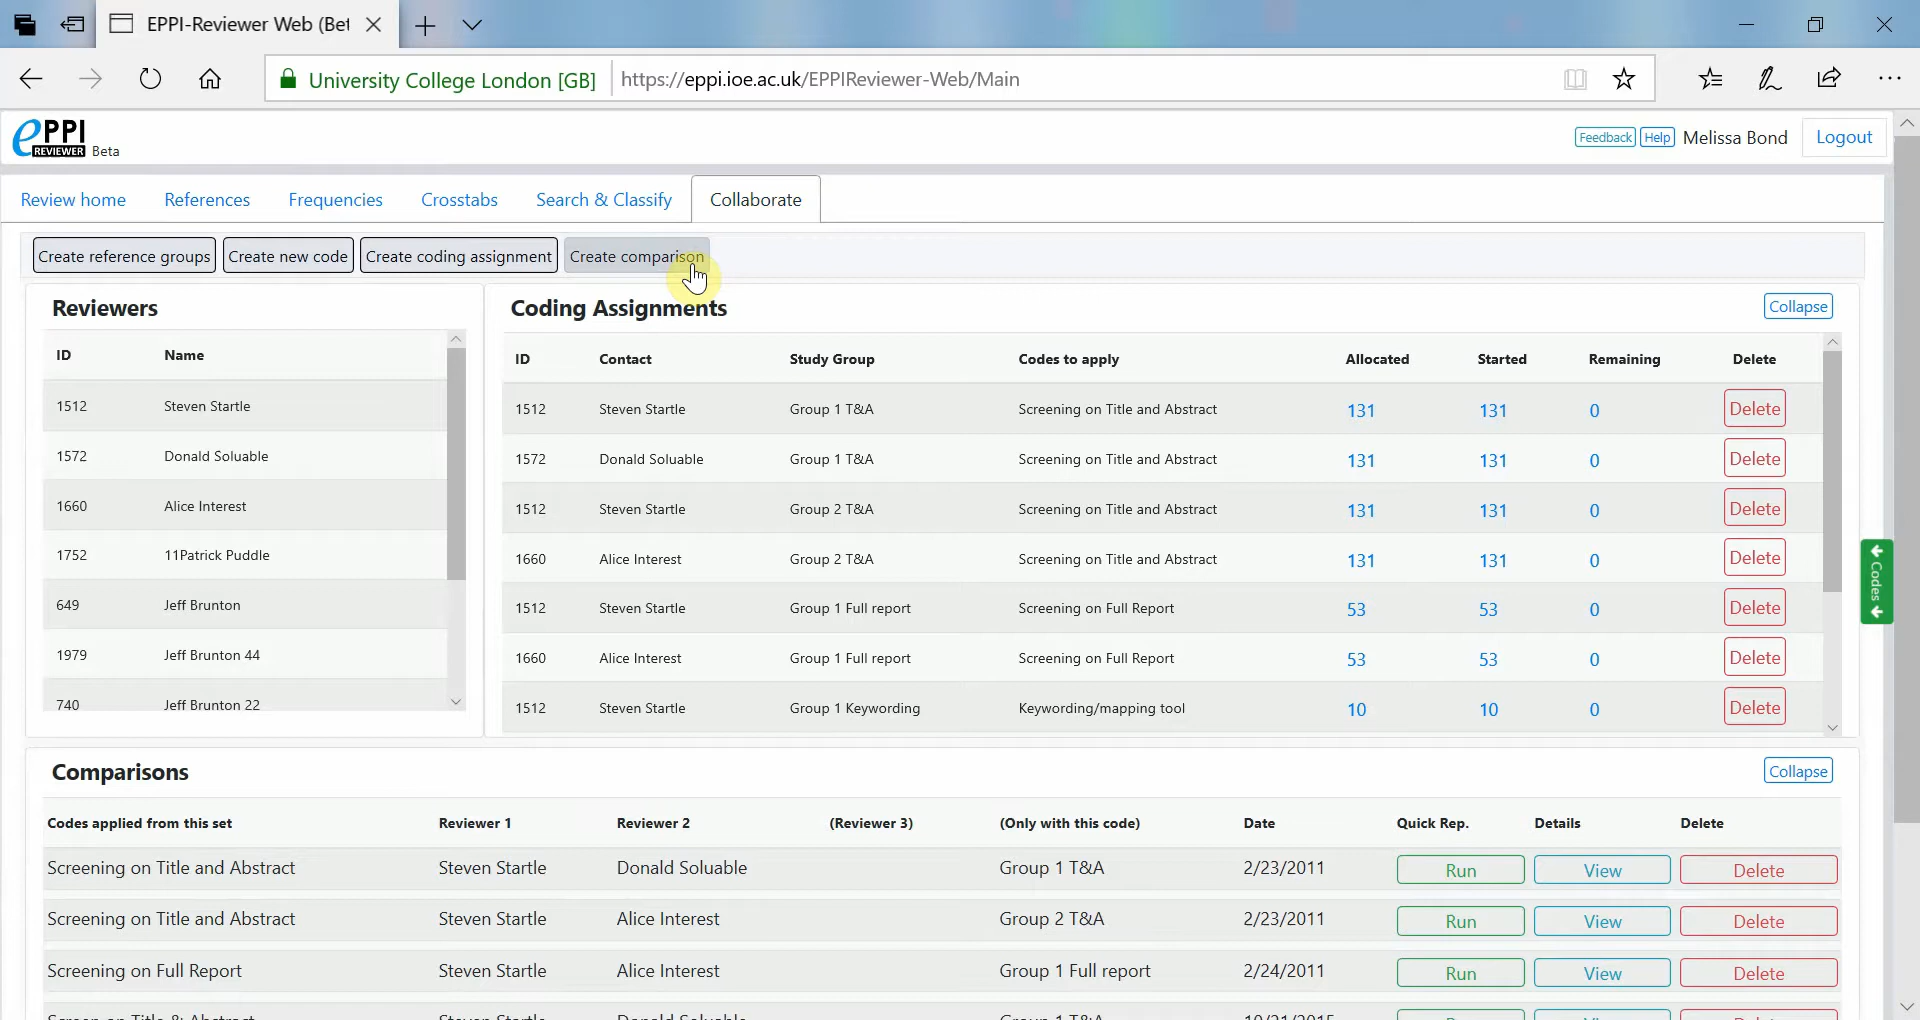 EPPI-Reviewer Web (Bet
University College London [GB] https://eppi.ioe.ac.uk/EPPIReviewer-Web/Main
ePPI REVIEWER Beta Feedback Help Melissa Bond Logout
Review home References Frequencies Crosstabs Search & Classify Collaborate
Create reference groups Create new code Create coding assignment Create comparison
Reviewers
ID Name
1512 Steven Startle
1572 Donald Soluable
1660 Alice Interest
1752 11Patrick Puddle
649 Jeff Brunton
1979 Jeff Brunton 44
740 Jeff Brunton 22
Coding Assignments Collapse
ID Contact Study Group Codes to apply Allocated Started Remaining Delete
1512 Steven Startle Group 1 T&A Screening on Title and Abstract 131 131 0 Delete
1572 Donald Soluable Group 1 T&A Screening on Title and Abstract 131 131 0 Delete
1512 Steven Startle Group 2 T&A Screening on Title and Abstract 131 131 0 Delete
1660 Alice Interest Group 2 T&A Screening on Title and Abstract 131 131 0 Delete
1512 Steven Startle Group 1 Full report Screening on Full Report 53 53 0 Delete
1660 Alice Interest Group 1 Full report Screening on Full Report 53 53 0 Delete
1512 Steven Startle Group 1 Keywording Keywording/mapping tool 10 10 0 Delete
Codes
Comparisons Collapse
Codes applied from this set Reviewer 1 Reviewer 2 (Reviewer 3) (Only with this code) Date Quick Rep. Details Delete
Screening on Title and Abstract Steven Startle Donald Soluable Group 1 T&A 2/23/2011 Run View Delete
Screening on Title and Abstract Steven Startle Alice Interest Group 2 T&A 2/23/2011 Run View Delete
Screening on Full Report Steven Startle Alice Interest Group 1 Full report 2/24/2011 Run View Delete